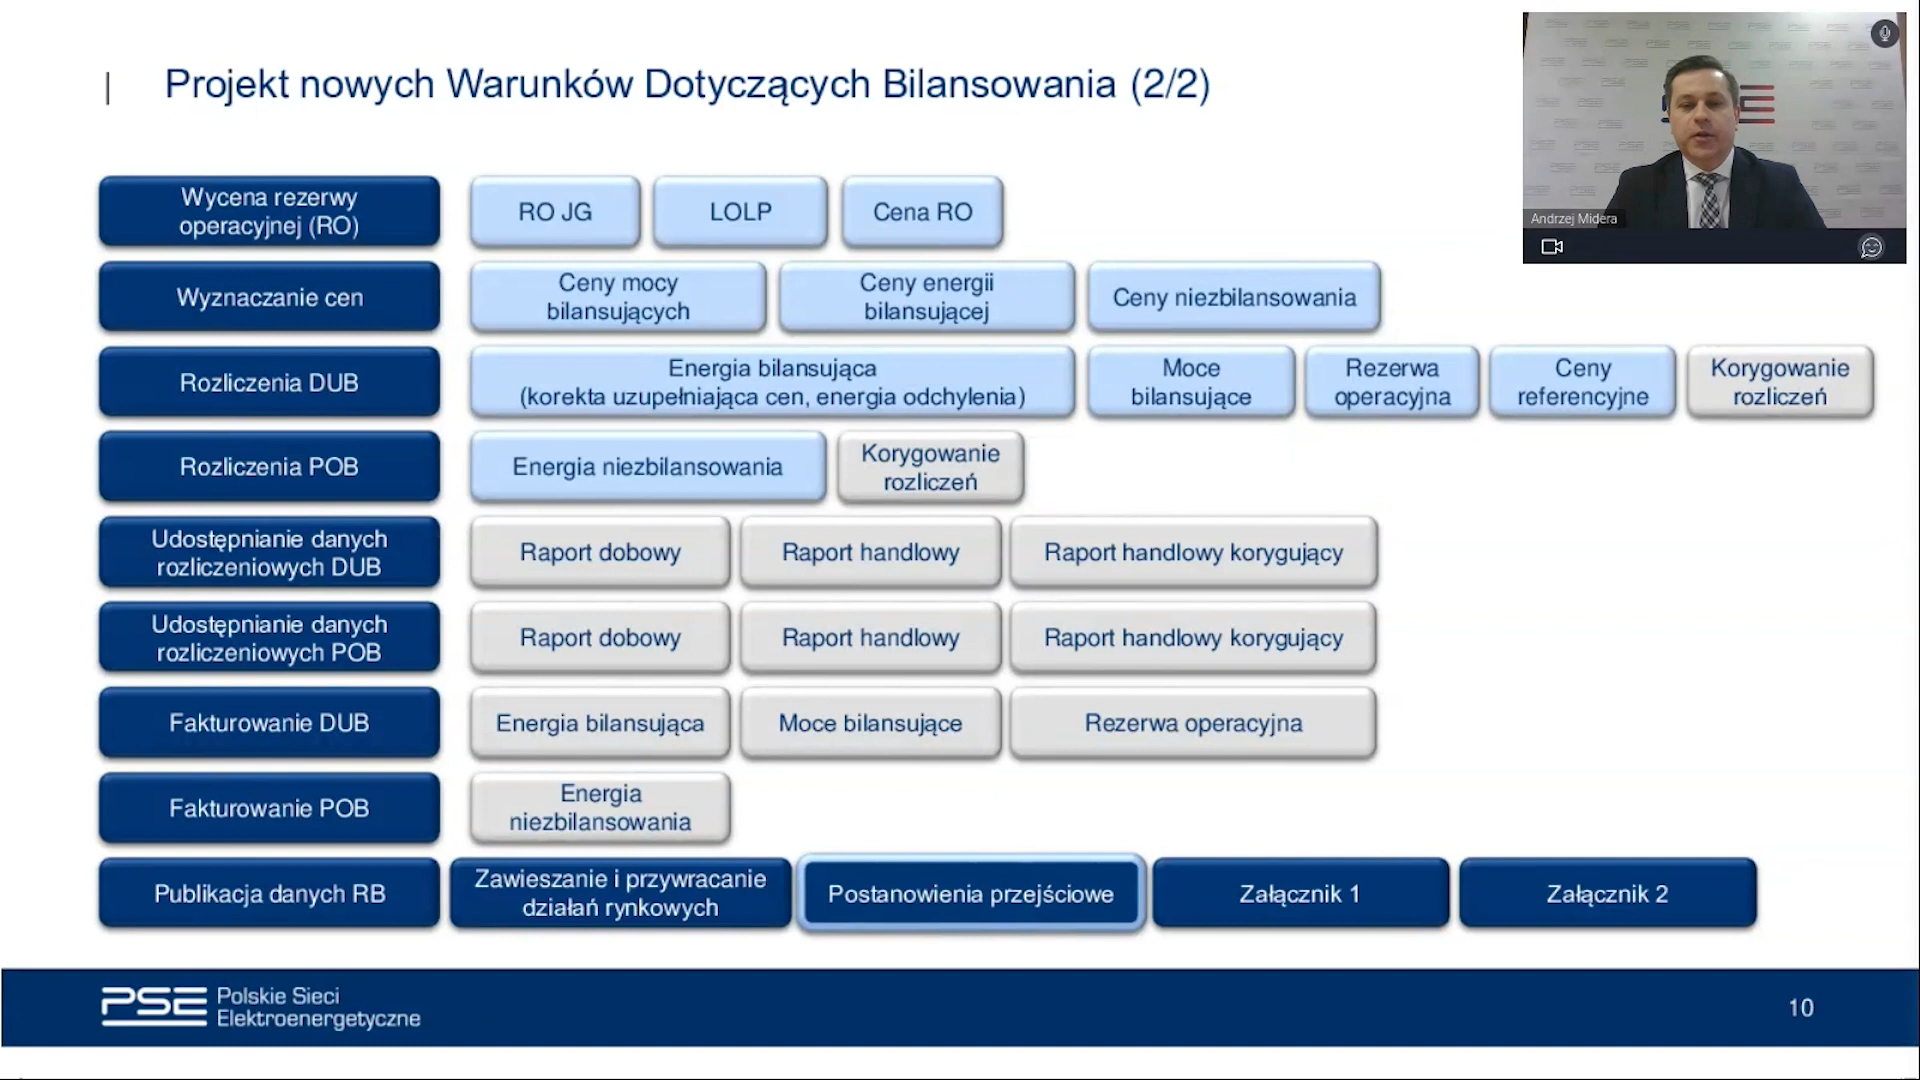 Projekt nowych Warunków Dotyczących Bilansowania (2/2)
Andrzej Midera
Wycena rezerwy
operacyjnej (RO)
RO JG
LOLP
Cena RO
Wyznaczanie cen
Ceny mocy
bilansujących
Ceny energii
bilansującej
Ceny niezbilansowania
Rozliczenia DUB
Energia bilansująca
(korekta uzupełniająca cen, energia odchylenia)
Moce
bilansujące
Rezerwa
operacyjna
Ceny
referencyjne
Korygowanie
rozliczeń
Rozliczenia POB
Energia niezbilansowania
Korygowanie
rozliczeń
Udostępnianie danych
rozliczeniowych DUB
Raport dobowy
Raport handlowy
Raport handlowy korygujący
Udostępnianie danych
rozliczeniowych POB
Raport dobowy
Raport handlowy
Raport handlowy korygujący
Fakturowanie DUB
Energia bilansująca
Moce bilansujące
Rezerwa operacyjna
Fakturowanie POB
Energia
niezbilansowania
Publikacja danych RB
Zawieszanie i przywracanie
działań rynkowych
Postanowienia przejściowe
Załącznik 1
Załącznik 2
PSE
Polskie Sieci
Elektroenergetyczne
10